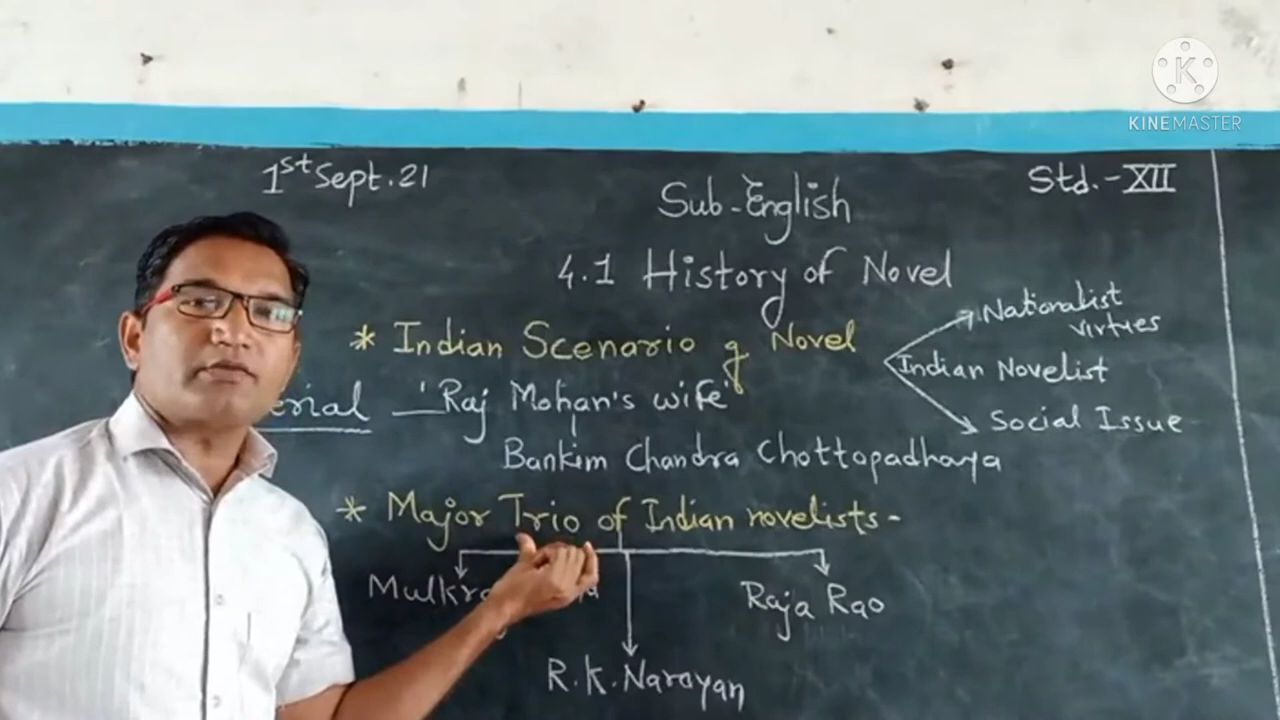 KINEMASTER
1st Sept. 21
Std. - XII
Sub - English
4.1 History of Novel
* Indian Scenario of Novel
Nationalist
virtues
Indian Novelist
Social Issue
'Raj Mohan's wife'
Bankim Chandra Chottopadhaya
* Major Trio of Indian novelists -
Raja Rao
R.K. Narayan